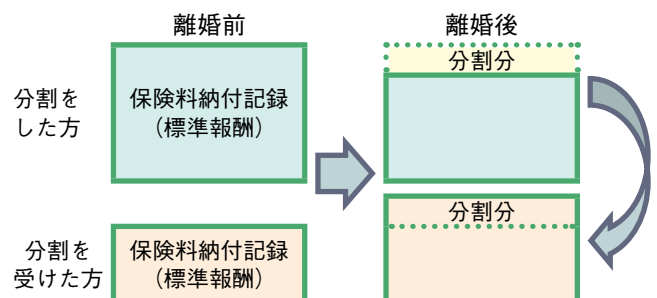 離婚前
離婚後
分割分
分割を
した方
保険料納付記録
（標準報酬）
分割分
分割を
受けた方
保険料納付記録
（標準報酬）